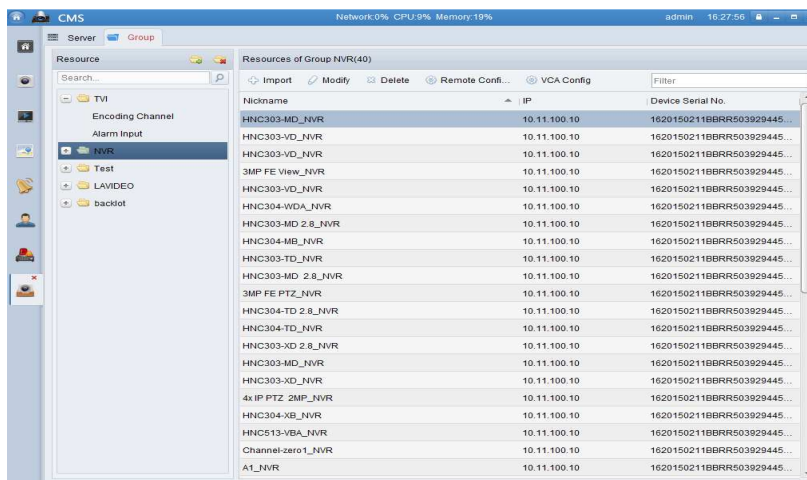 CMS Network:0% CPU:9% Memory:19% admin 16:27:56
Server Group
Resource
Search...
TVI
Encoding Channel
Alarm Input
NVR
Test
LAVIDEO
backlot
Resources of Group NVR(40)
Import Modify Delete Remote Confi... VCA Config Filter
Nickname IP Device Serial No.
HNC303-MD_NVR 10.11.100.10 1620150211BBRR503929445...
HNC303-VD_NVR 10.11.100.10 1620150211BBRR503929445...
HNC303-VD_NVR 10.11.100.10 1620150211BBRR503929445...
3MP FE View_NVR 10.11.100.10 1620150211BBRR503929445...
HNC303-VD_NVR 10.11.100.10 1620150211BBRR503929445...
HNC304-WDA_NVR 10.11.100.10 1620150211BBRR503929445...
HNC303-MD 2.8_NVR 10.11.100.10 1620150211BBRR503929445...
HNC304-MB_NVR 10.11.100.10 1620150211BBRR503929445...
HNC303-TD_NVR 10.11.100.10 1620150211BBRR503929445...
HNC303-MD 2.8_NVR 10.11.100.10 1620150211BBRR503929445...
3MP FE PTZ_NVR 10.11.100.10 1620150211BBRR503929445...
HNC304-TD 2.8_NVR 10.11.100.10 1620150211BBRR503929445...
HNC304-TD_NVR 10.11.100.10 1620150211BBRR503929445...
HNC303-XD 2.8_NVR 10.11.100.10 1620150211BBRR503929445...
HNC303-MD_NVR 10.11.100.10 1620150211BBRR503929445...
HNC303-XD_NVR 10.11.100.10 1620150211BBRR503929445...
4x IP PTZ 2MP_NVR 10.11.100.10 1620150211BBRR503929445...
HNC304-XB_NVR 10.11.100.10 1620150211BBRR503929445...
HNC513-VBA_NVR 10.11.100.10 1620150211BBRR503929445...
Channel-zero1_NVR 10.11.100.10 1620150211BBRR503929445...
A1_NVR 10.11.100.10 1620150211BBRR503929445...